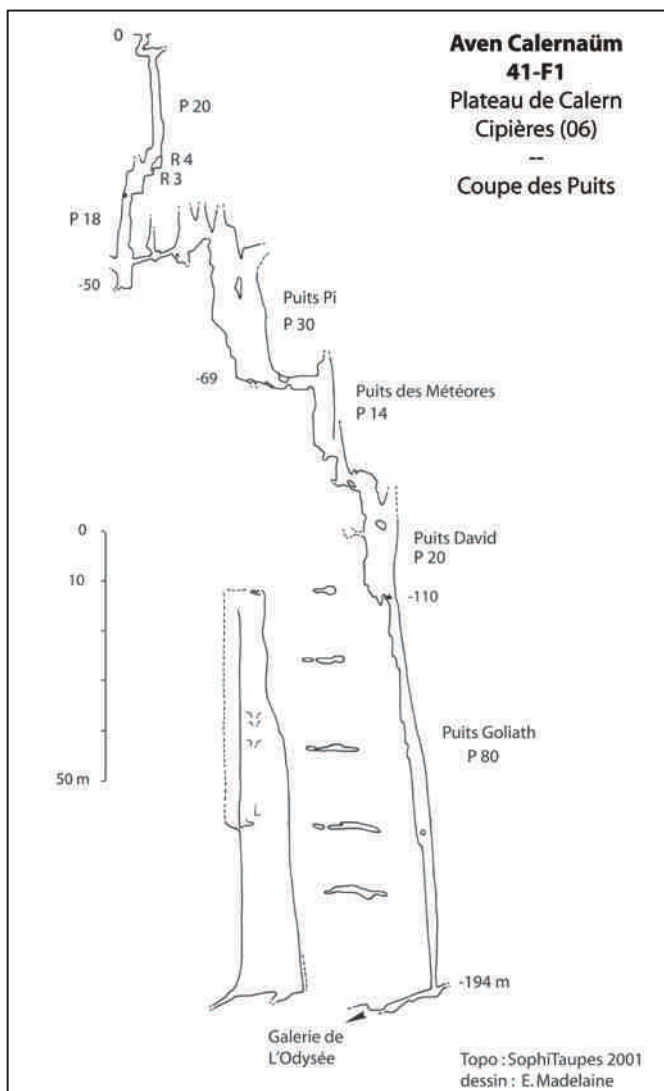 Aven Calernaüm
41-F1
Plateau de Calern
Cipières (06)
--
Coupe des Puits
0
P 20
R 4
R 3
P 18
-50
Puits Pi
P 30
-69
Puits des Météores
P 14
0
Puits David
P 20
10
-110
Puits Goliath
P 80
50 m
-194 m
Galerie de
L'Odysée
Topo : SophiTaupes 2001
dessin : E. Madelaine